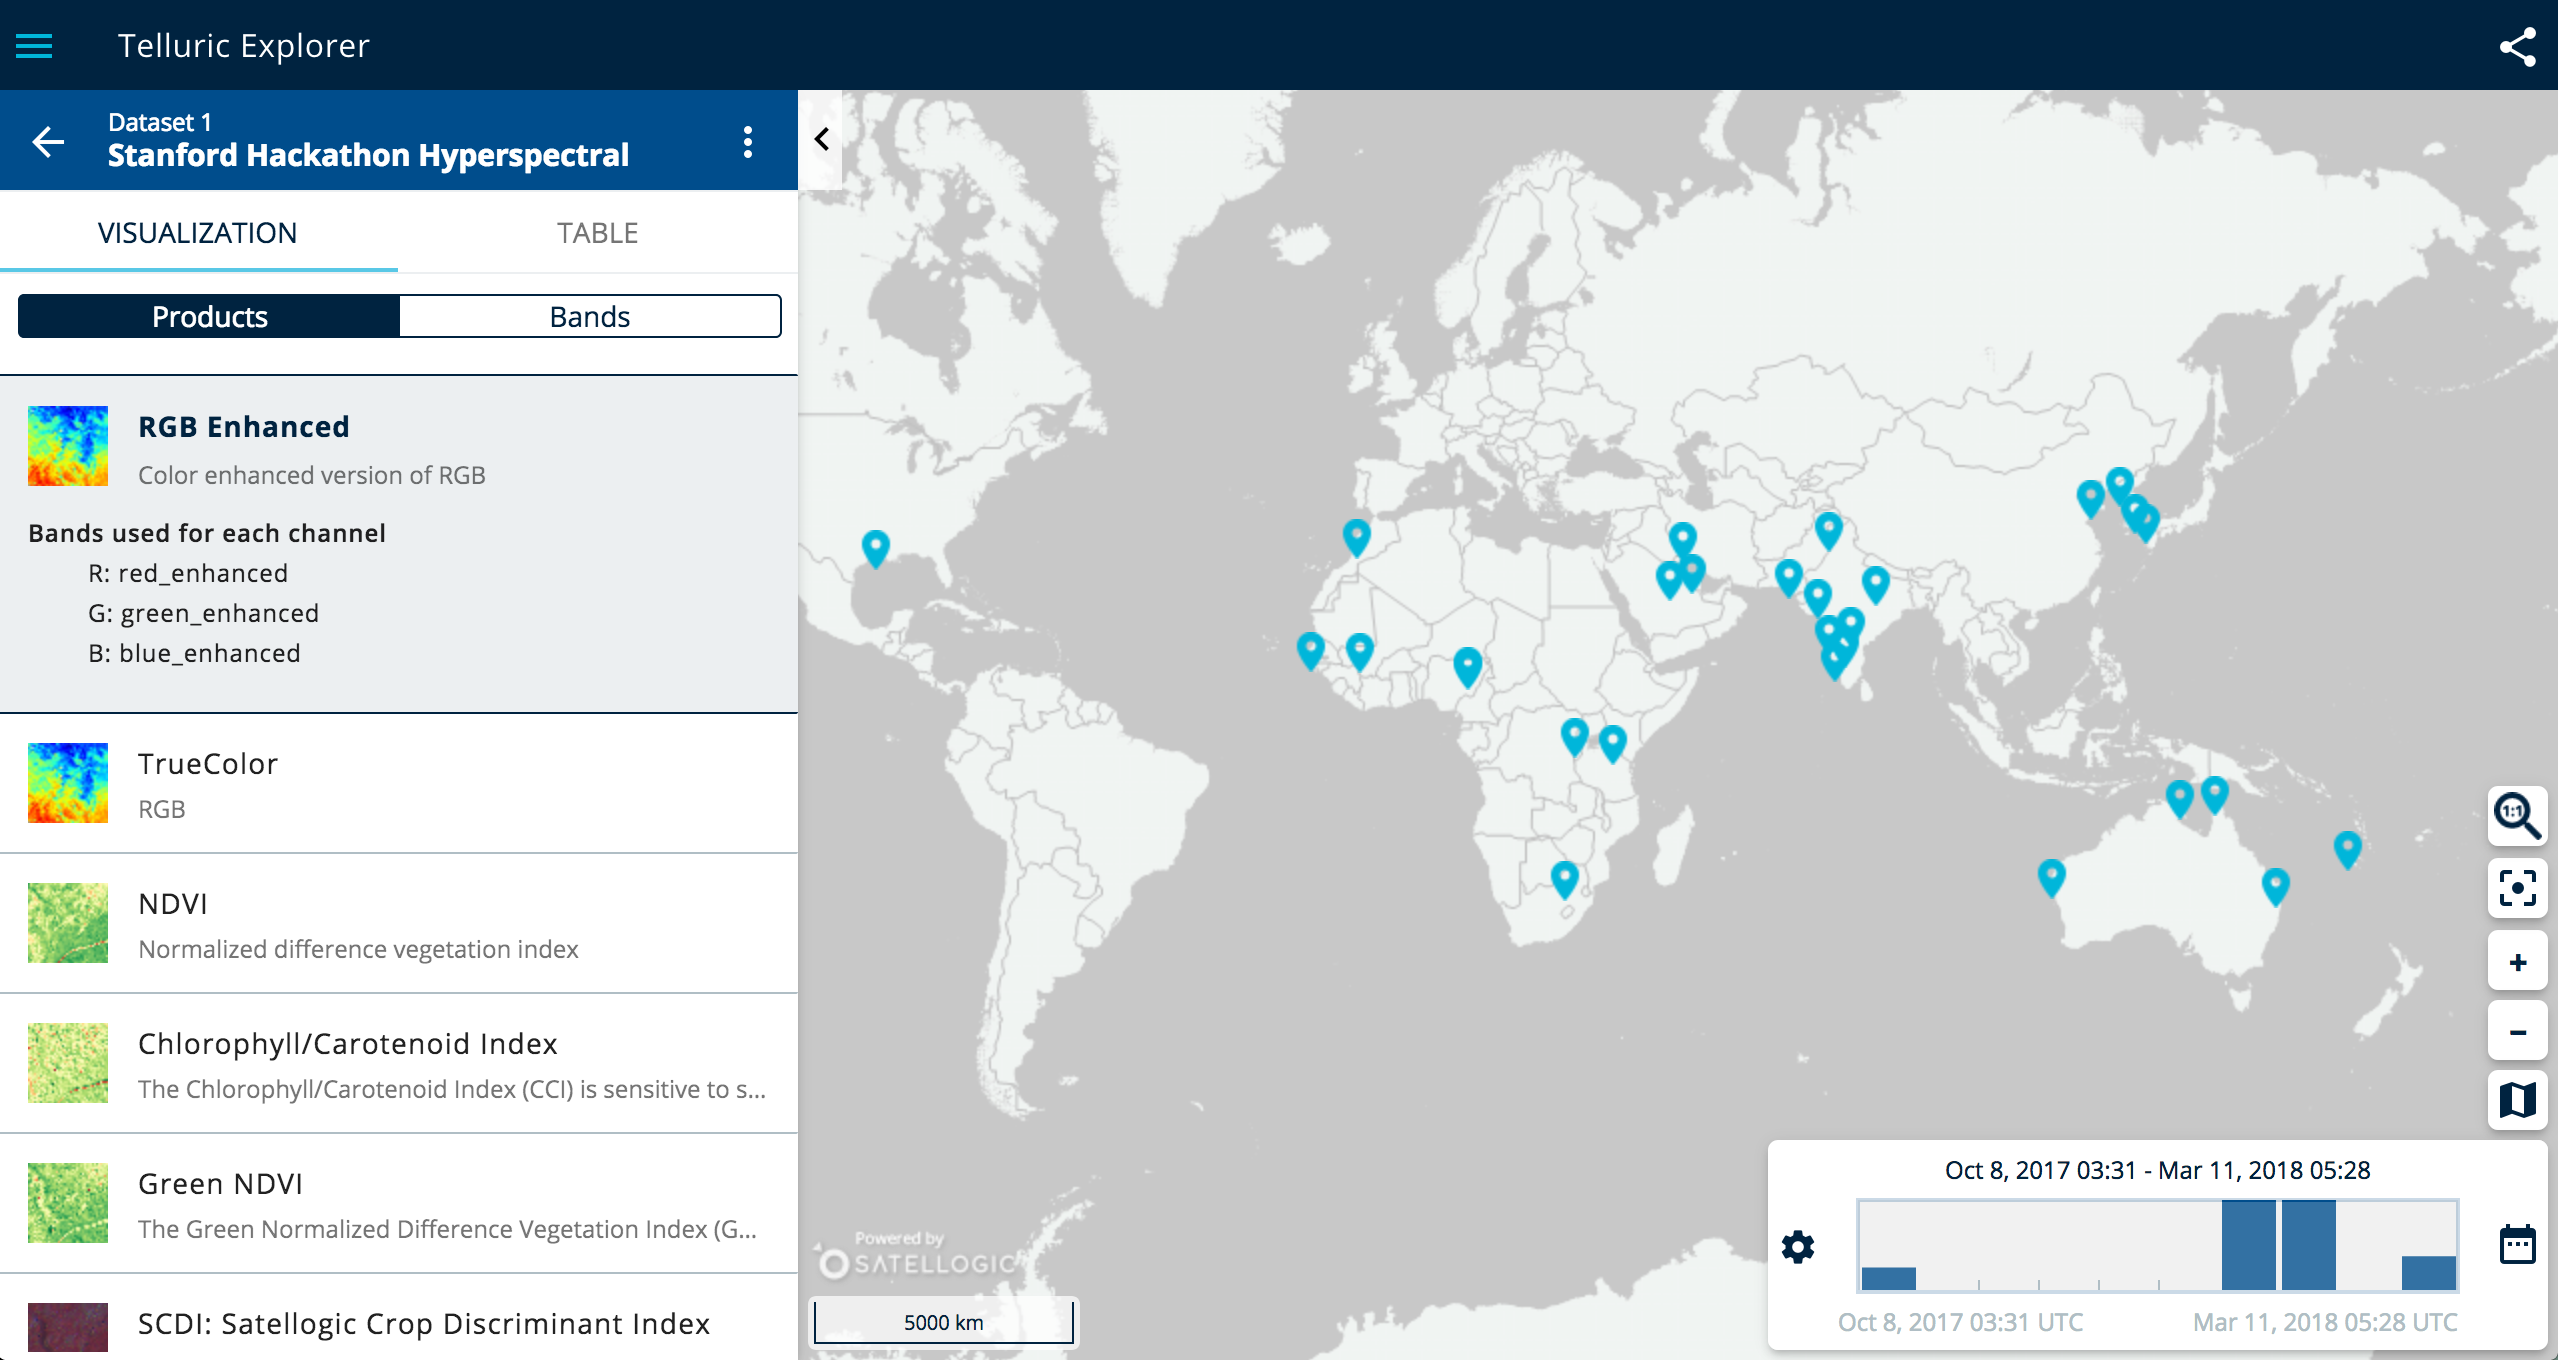 Telluric Explorer
Dataset 1
Stanford Hackathon Hyperspectral
VISUALIZATION
TABLE
Products
Bands
RGB Enhanced
Color enhanced version of RGB
Bands used for each channel
R: red_enhanced
G: green_enhanced
B: blue_enhanced
TrueColor
RGB
NDVI
Normalized difference vegetation index
Chlorophyll/Carotenoid Index
The Chlorophyll/Carotenoid Index (CCI) is sensitive to s...
Green NDVI
The Green Normalized Difference Vegetation Index (G...
SCDI: Satellogic Crop Discriminant Index
1:1
+
−
Powered by
SATELLOGIC
5000 km
Oct 8, 2017 03:31 - Mar 11, 2018 05:28
Oct 8, 2017 03:31 UTC
Mar 11, 2018 05:28 UTC